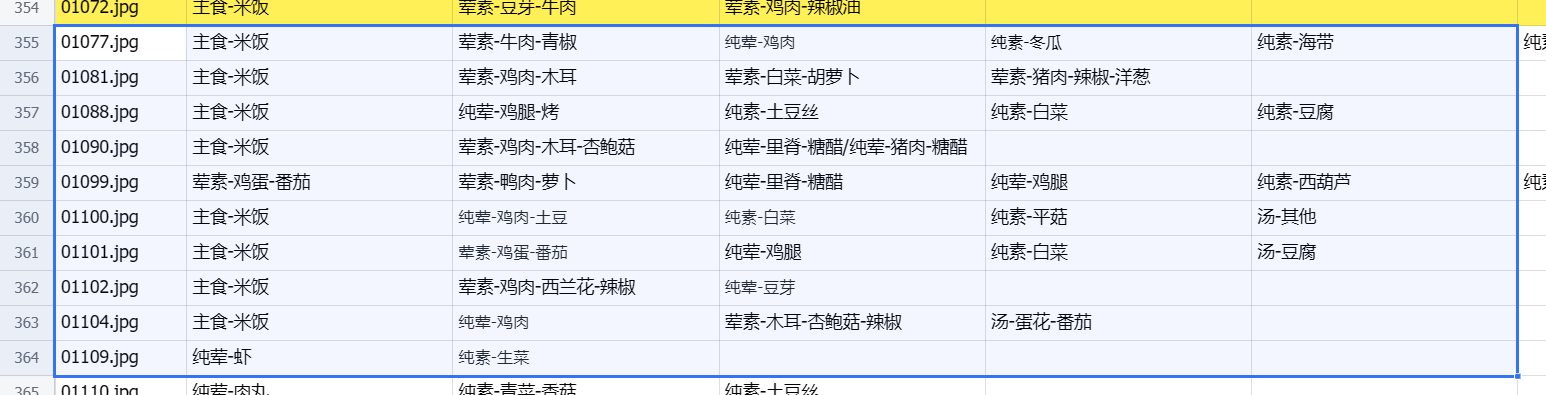 354 01072.jpg 主食-米饭 荤素-豆芽-牛肉 荤素-鸡肉-辣椒油
355 01077.jpg 主食-米饭 荤素-牛肉-青椒 纯荤-鸡肉 纯素-冬瓜 纯素-海带 纯素
356 01081.jpg 主食-米饭 荤素-鸡肉-木耳 荤素-白菜-胡萝卜 荤素-猪肉-辣椒-洋葱
357 01088.jpg 主食-米饭 纯荤-鸡腿-烤 纯素-土豆丝 纯素-白菜 纯素-豆腐
358 01090.jpg 主食-米饭 荤素-鸡肉-木耳-杏鲍菇 纯荤-里脊-糖醋/纯荤-猪肉-糖醋
359 01099.jpg 荤素-鸡蛋-番茄 荤素-鸭肉-萝卜 纯荤-里脊-糖醋 纯荤-鸡腿 纯素-西葫芦 纯素
360 01100.jpg 主食-米饭 纯荤-鸡肉-土豆 纯素-白菜 纯素-平菇 汤-其他
361 01101.jpg 主食-米饭 荤素-鸡蛋-番茄 纯荤-鸡腿 纯素-白菜 汤-豆腐
362 01102.jpg 主食-米饭 荤素-鸡肉-西兰花-辣椒 纯荤-豆芽
363 01104.jpg 主食-米饭 纯荤-鸡肉 荤素-木耳-杏鲍菇-辣椒 汤-蛋花-番茄
364 01109.jpg 纯荤-虾 纯素-生菜
365 01110.jpg 纯荤-肉丸 纯素-青菜-香菇 纯素-土豆丝